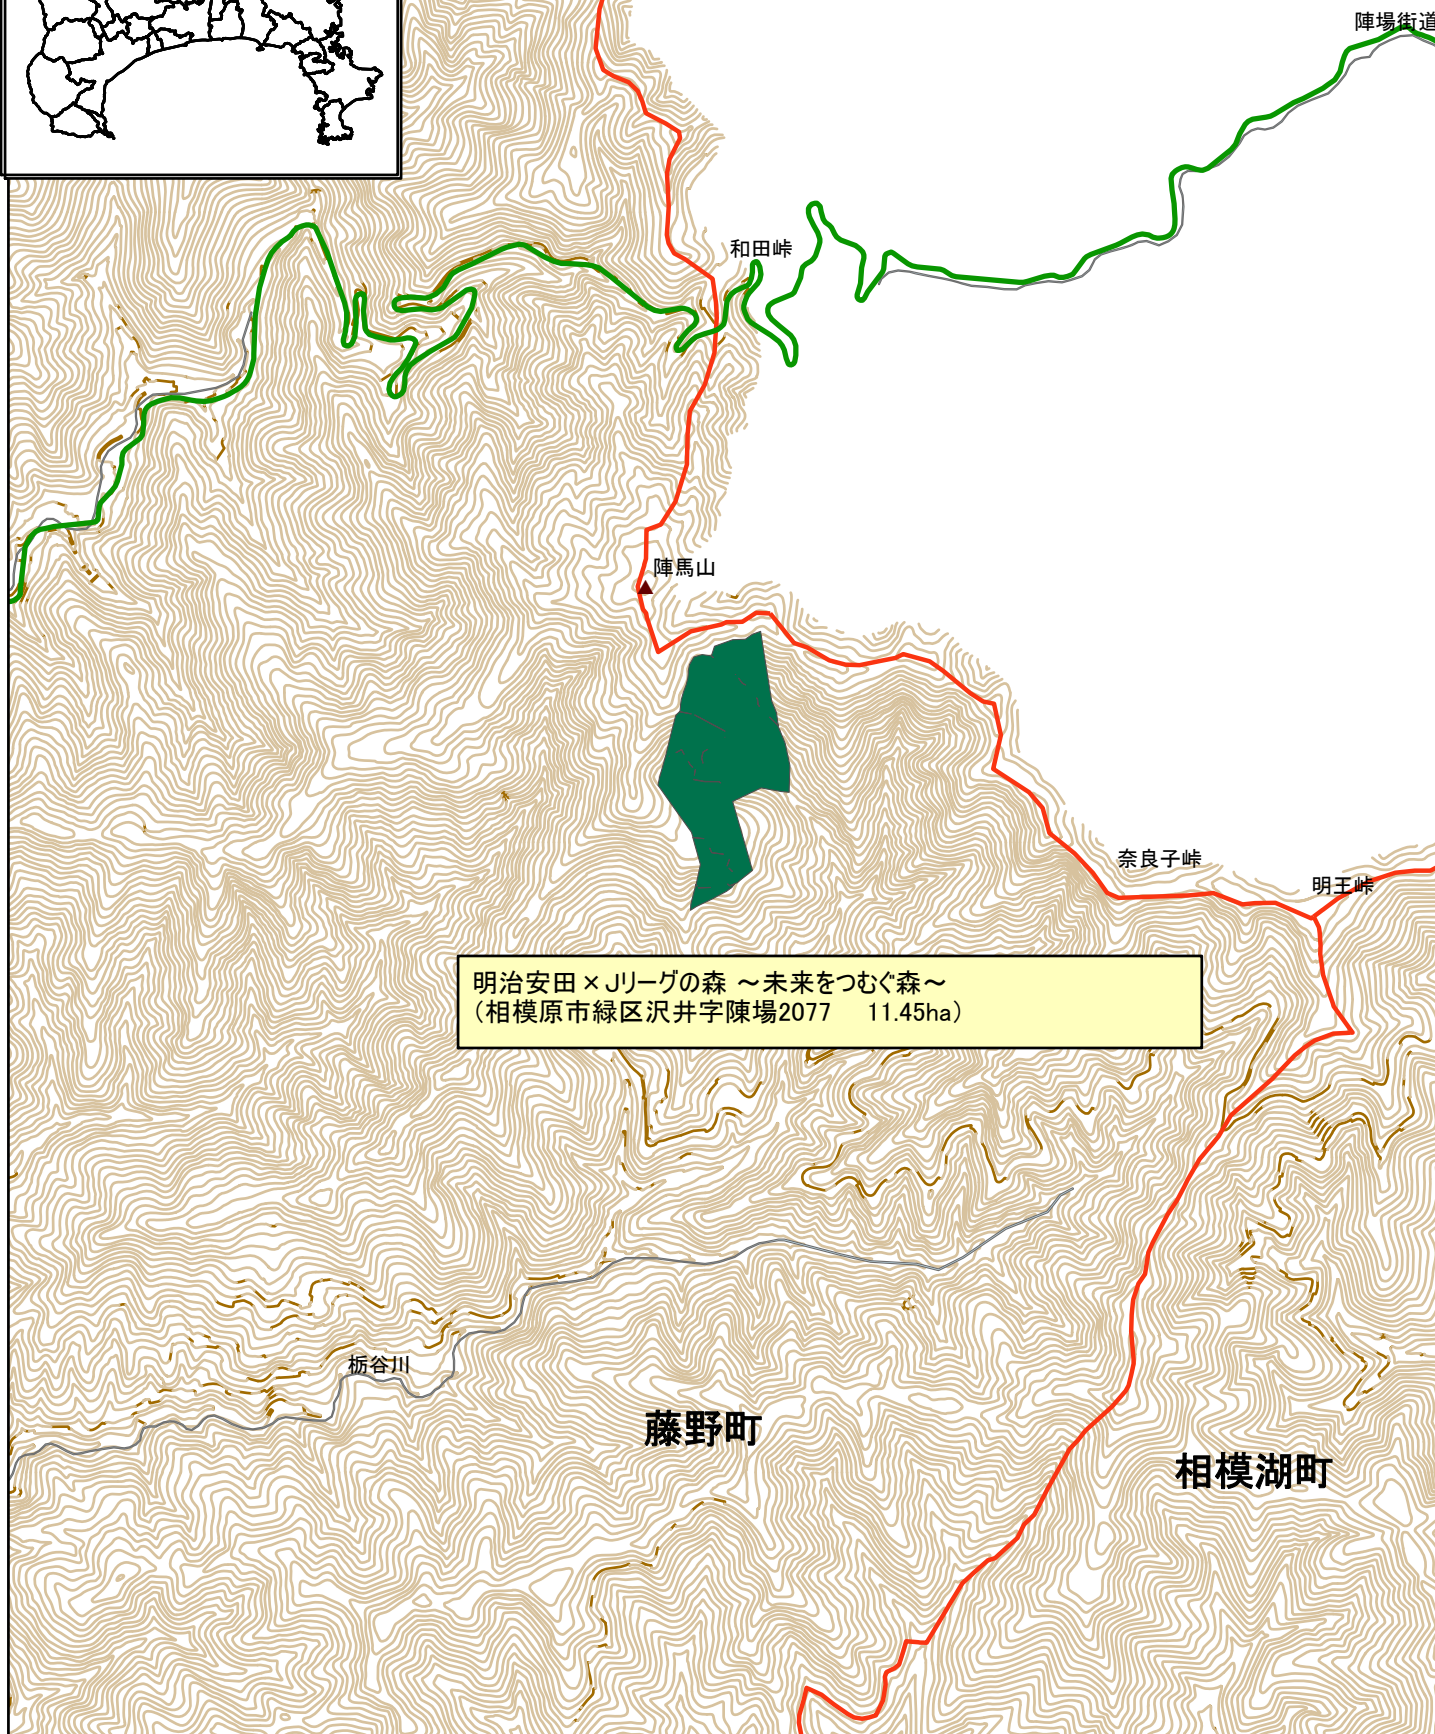 陣場街道
和田峠
陣馬山
奈良子峠
明王峠
明治安田×Jリーグの森 ～未来をつむぐ森～
（相模原市緑区沢井字陳場2077　11.45ha）
栃谷川
藤野町
相模湖町